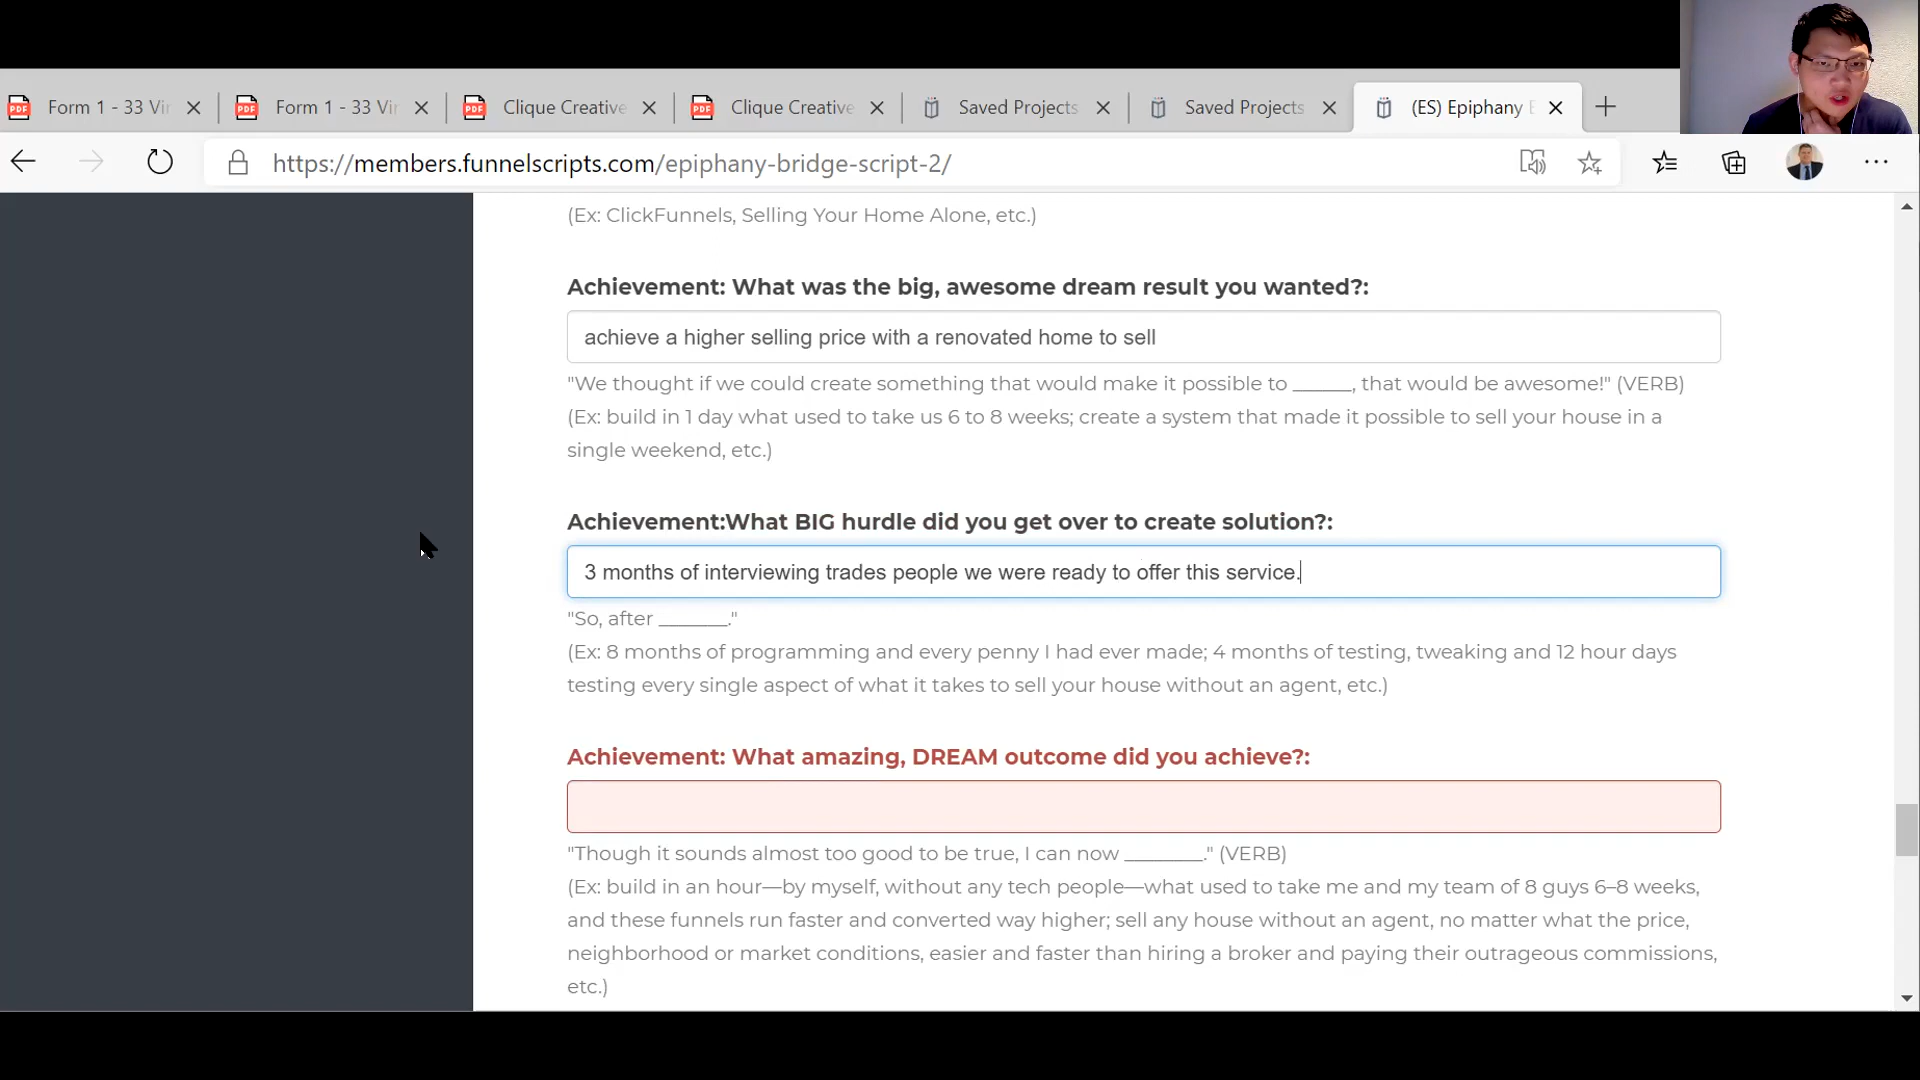 Form 1 - 33 Vir
Form 1 - 33 Vir
Clique Creative
Clique Creative
Saved Projects
Saved Projects
(ES) Epiphany B
https://members.funnelscripts.com/epiphany-bridge-script-2/
(Ex: ClickFunnels, Selling Your Home Alone, etc.)
Achievement: What was the big, awesome dream result you wanted?:
achieve a higher selling price with a renovated home to sell
"We thought if we could create something that would make it possible to ______, that would be awesome!" (VERB)
(Ex: build in 1 day what used to take us 6 to 8 weeks; create a system that made it possible to sell your house in a
single weekend, etc.)
Achievement:What BIG hurdle did you get over to create solution?:
3 months of interviewing trades people we were ready to offer this service.
"So, after _______."
(Ex: 8 months of programming and every penny I had ever made; 4 months of testing, tweaking and 12 hour days
testing every single aspect of what it takes to sell your house without an agent, etc.)
Achievement: What amazing, DREAM outcome did you achieve?:
"Though it sounds almost too good to be true, I can now ________." (VERB)
(Ex: build in an hour—by myself, without any tech people—what used to take me and my team of 8 guys 6–8 weeks,
and these funnels run faster and converted way higher; sell any house without an agent, no matter what the price,
neighborhood or market conditions, easier and faster than hiring a broker and paying their outrageous commissions,
etc.)